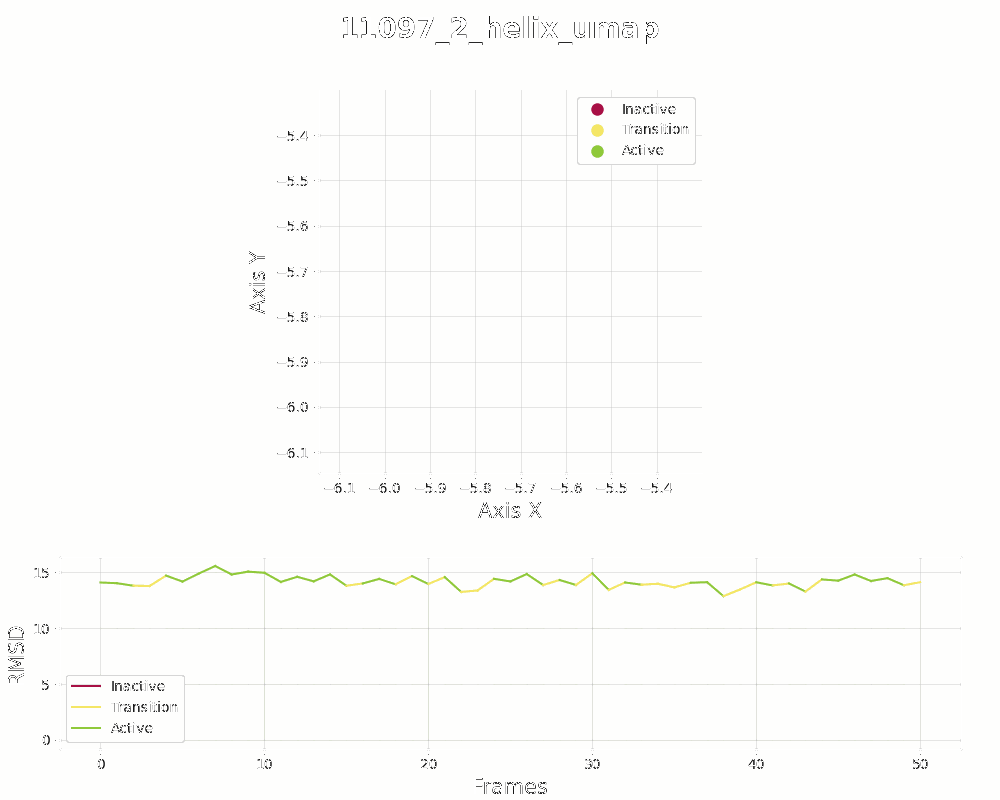 11097_2_helix_umap
Inactive
Transition
Active
−5.4
−5.5
−5.6
−5.7
−5.8
−5.9
−6.0
−6.1
Axis Y
−6.1 −6.0 −5.9 −5.8 −5.7 −5.6 −5.5 −5.4
Axis X
15
10
5
0
RMSD
Inactive
Transition
Active
0 10 20 30 40 50
Frames